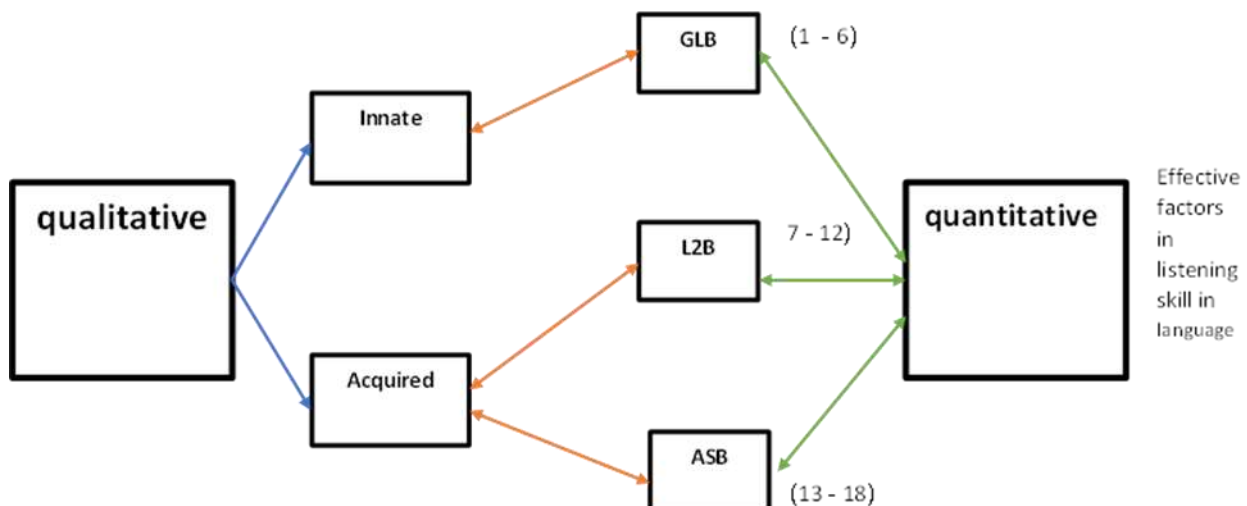 GLB
(1 - 6)
Innate
qualitative
L2B
7 - 12)
quantitative
Effective
factors
in
listening
skill in
language
Acquired
ASB
(13 - 18)